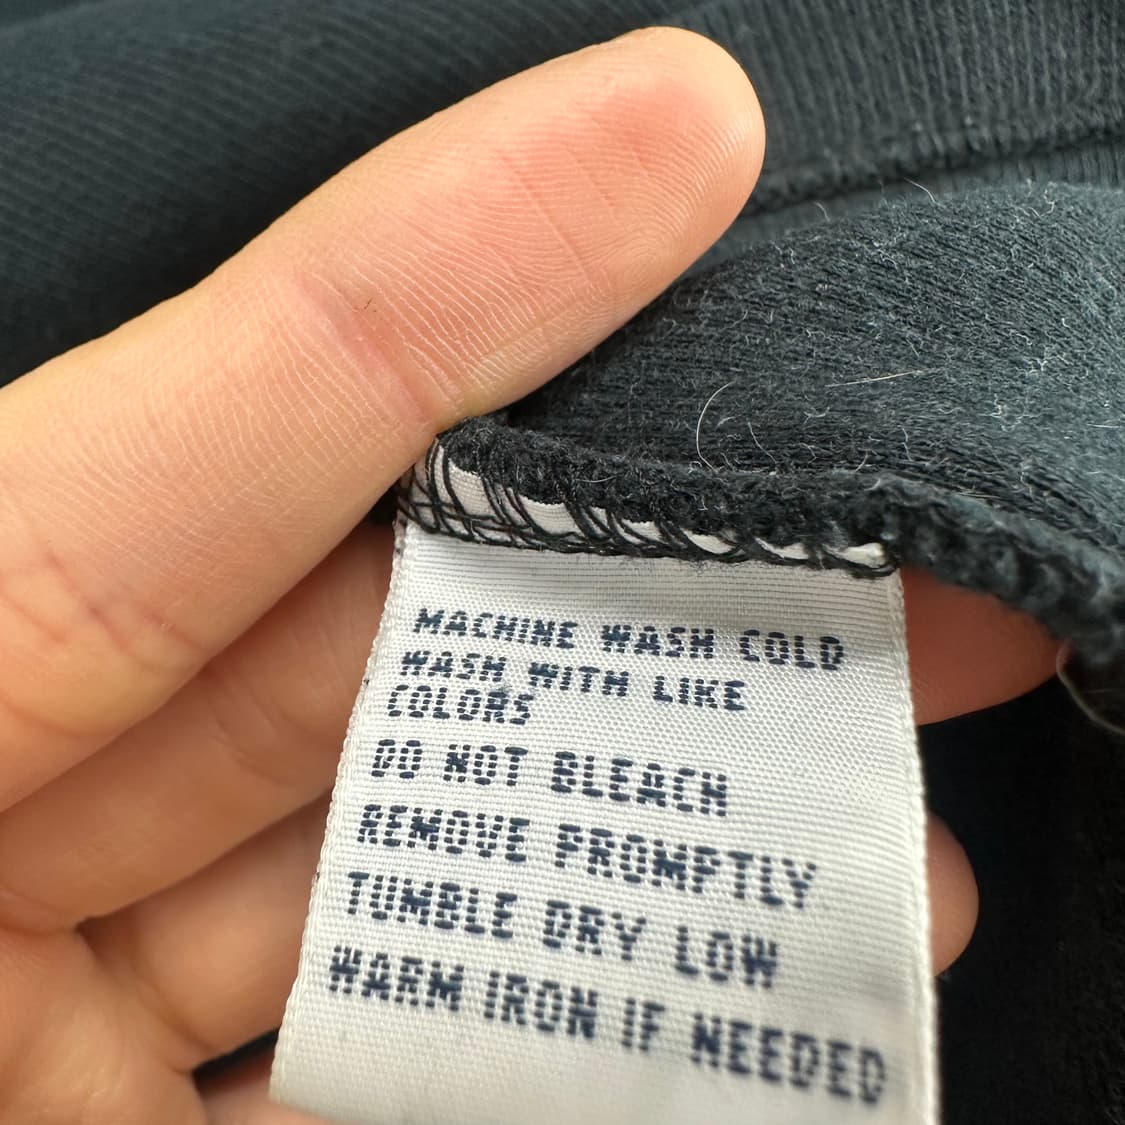 MACHINE WASH COLD
WASH WITH LIKE
COLORS
DO NOT BLEACH
REMOVE PROMPTLY
TUMBLE DRY LOW
WARM IRON IF NEEDED